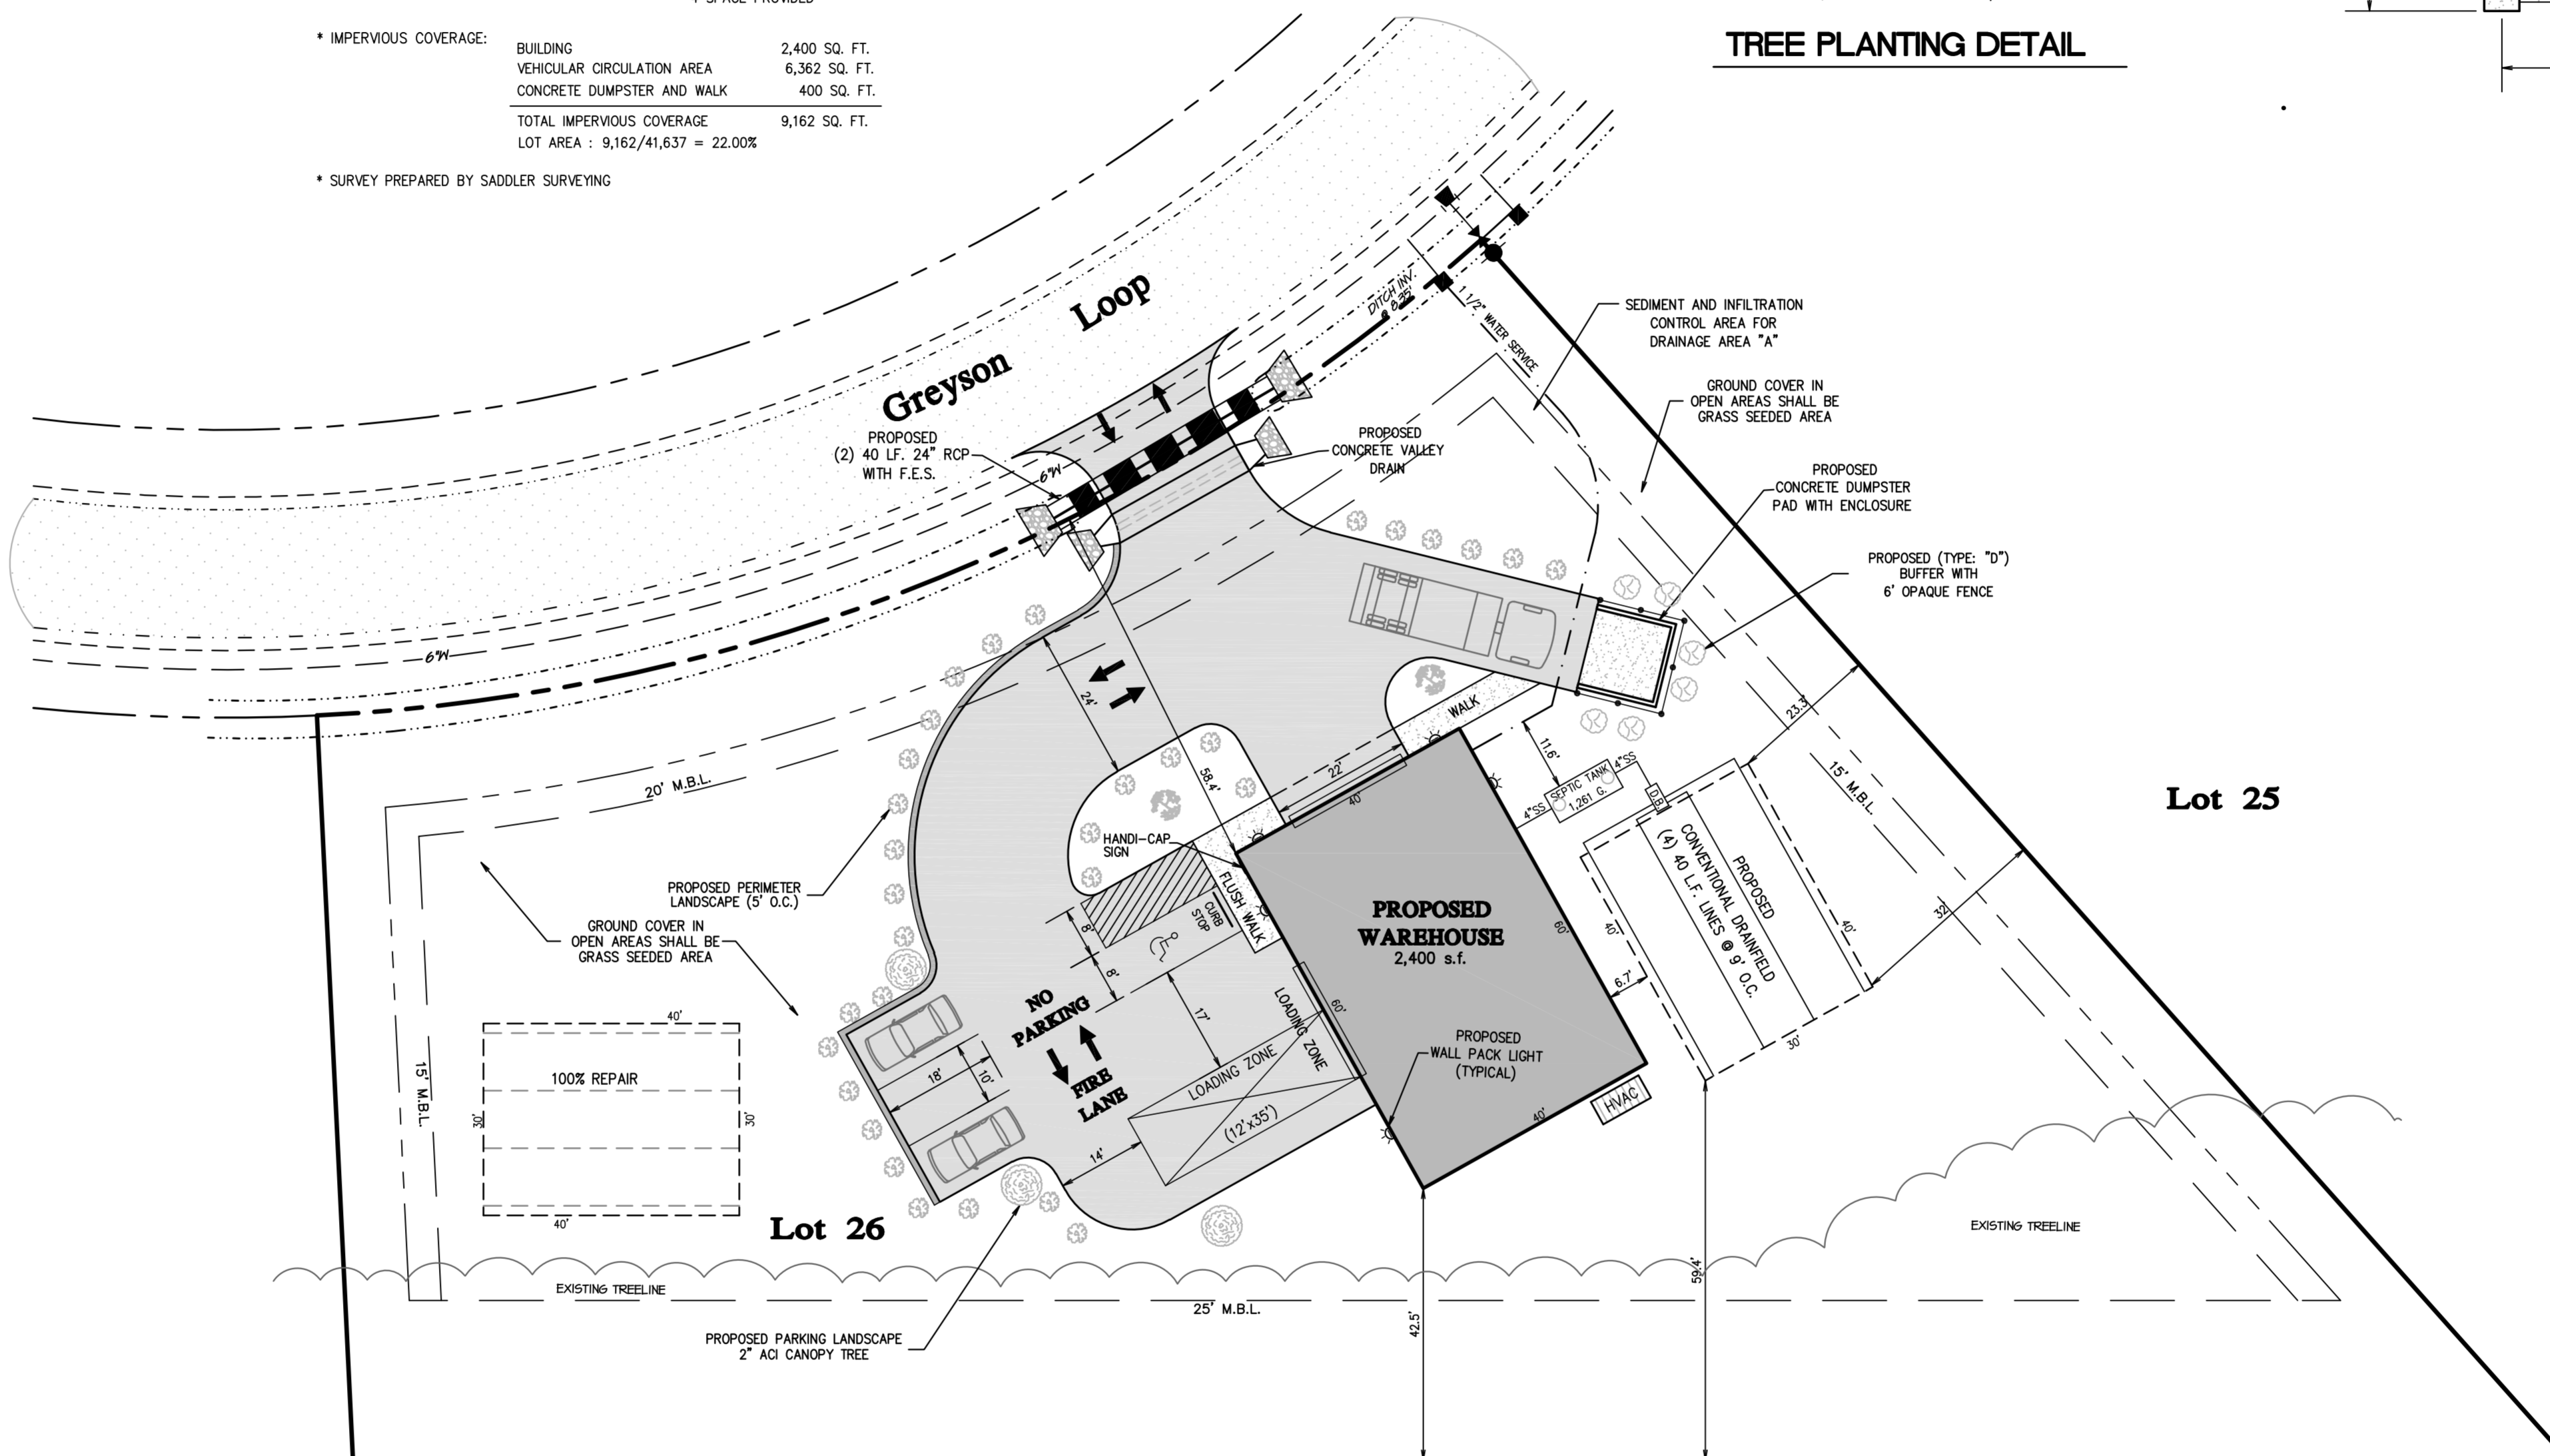 * IMPERVIOUS COVERAGE:
BUILDING 2,400 SQ. FT.
VEHICULAR CIRCULATION AREA 6,362 SQ. FT.
CONCRETE DUMPSTER AND WALK 400 SQ. FT.
TOTAL IMPERVIOUS COVERAGE 9,162 SQ. FT.
LOT AREA : 9,162/41,637 = 22.00%
* SURVEY PREPARED BY SADDLER SURVEYING
TREE PLANTING DETAIL
Greyson Loop
DITCH INV.
@ 8.35'
1 1/2" WATER SERVICE
SEDIMENT AND INFILTRATION
CONTROL AREA FOR
DRAINAGE AREA "A"
GROUND COVER IN
OPEN AREAS SHALL BE
GRASS SEEDED AREA
PROPOSED
(2) 40 LF. 24" RCP
WITH F.E.S.
6"W
PROPOSED
CONCRETE VALLEY
DRAIN
PROPOSED
CONCRETE DUMPSTER
PAD WITH ENCLOSURE
PROPOSED (TYPE: "D")
BUFFER WITH
6' OPAQUE FENCE
6"W
24'
WALK
23.3'
20' M.B.L.
58.4'
22'
40'
11.6'
SEPTIC TANK
1,261 G.
4"SS
4"SS
D.B.
15' M.B.L.
Lot 25
HANDI-CAP
SIGN
FLUSH WALK
CURB
STOP
PROPOSED
CONVENTIONAL DRAINFIELD
(4) 40 L.F. LINES @ 9' O.C.
PROPOSED PERIMETER
LANDSCAPE (5' O.C.)
GROUND COVER IN
OPEN AREAS SHALL BE
GRASS SEEDED AREA
8'
8'
PROPOSED
WAREHOUSE
2,400 s.f.
60'
40'
40'
32'
6.7'
30'
NO
PARKING
FIRE
LANE
17'
LOADING ZONE
LOADING ZONE
(12'x35')
60'
PROPOSED
WALL PACK LIGHT
(TYPICAL)
40'
HVAC
18'
10'
14'
15' M.B.L.
40'
100% REPAIR
30'
30'
40'
Lot 26
EXISTING TREELINE
EXISTING TREELINE
25' M.B.L.
42.5'
59.4'
PROPOSED PARKING LANDSCAPE
2" ACI CANOPY TREE